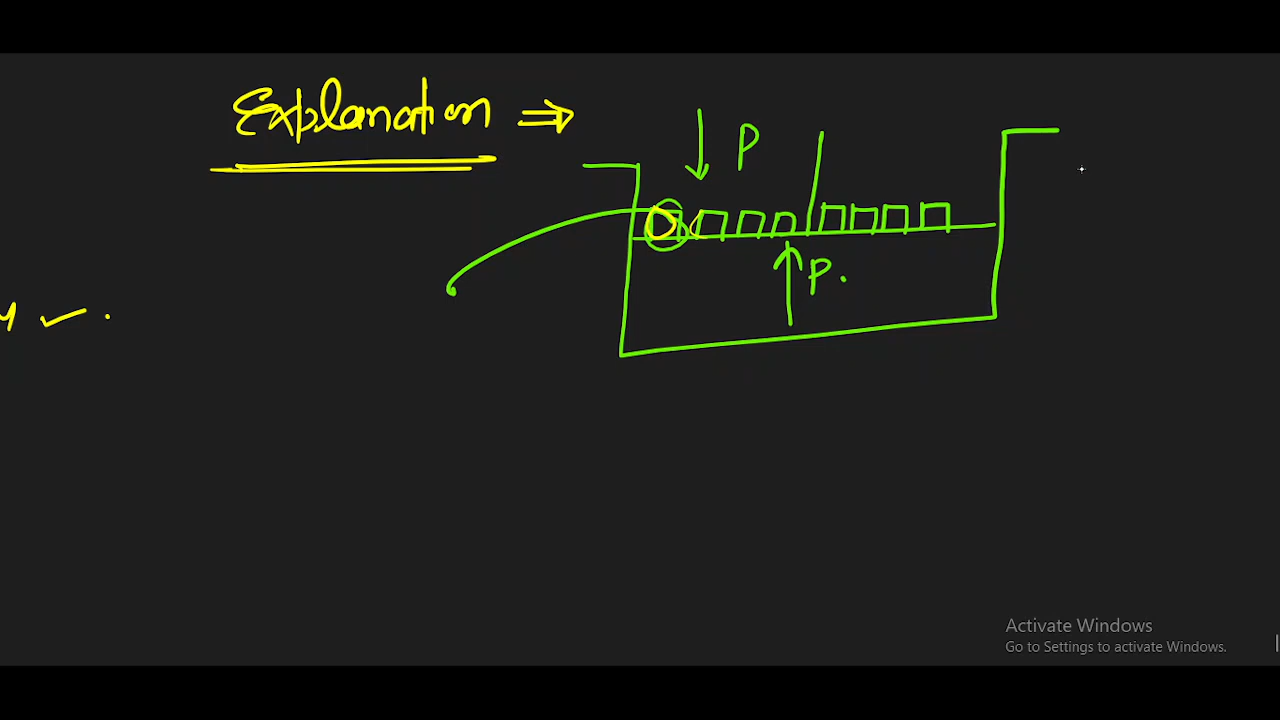 Explanation ⇒
P
P.
Activate Windows
Go to Settings to activate Windows.